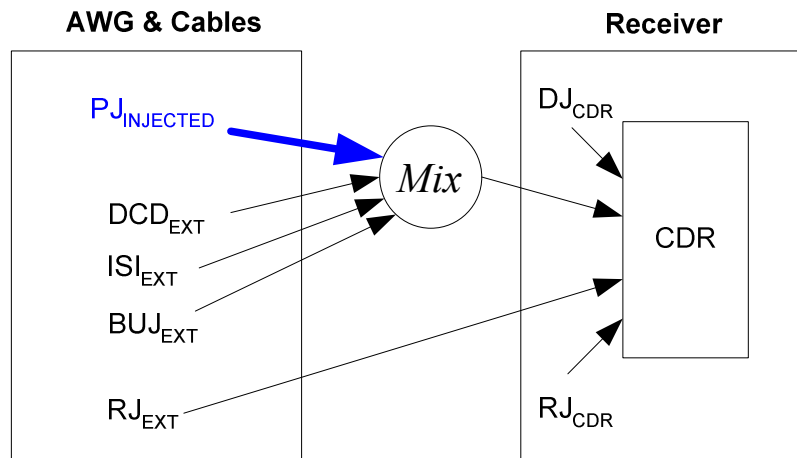 AWG & Cables
Receiver
PJINJECTED
DCDEXT
ISIEXT
BUJEXT
RJEXT
Mix
DJCDR
CDR
RJCDR